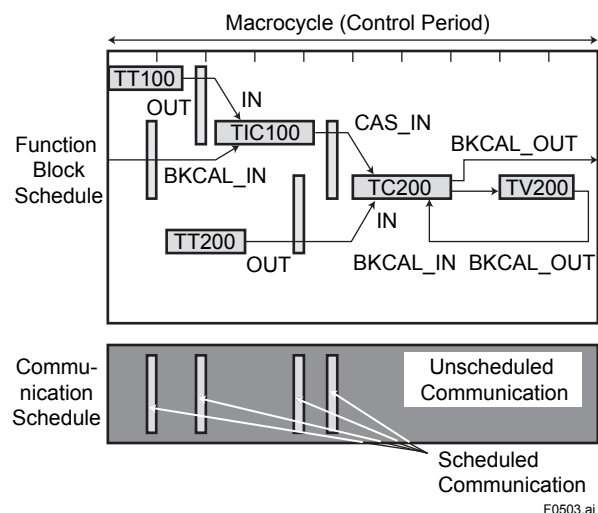 Macrocycle (Control Period)
TT100
OUT
IN
TIC100
CAS_IN
Function
Block
Schedule
BKCAL_IN
BKCAL_OUT
TC200
TV200
IN
TT200
OUT
BKCAL_IN
BKCAL_OUT
Commu-
nication
Schedule
Unscheduled
Communication
Scheduled
Communication
F0503.ai